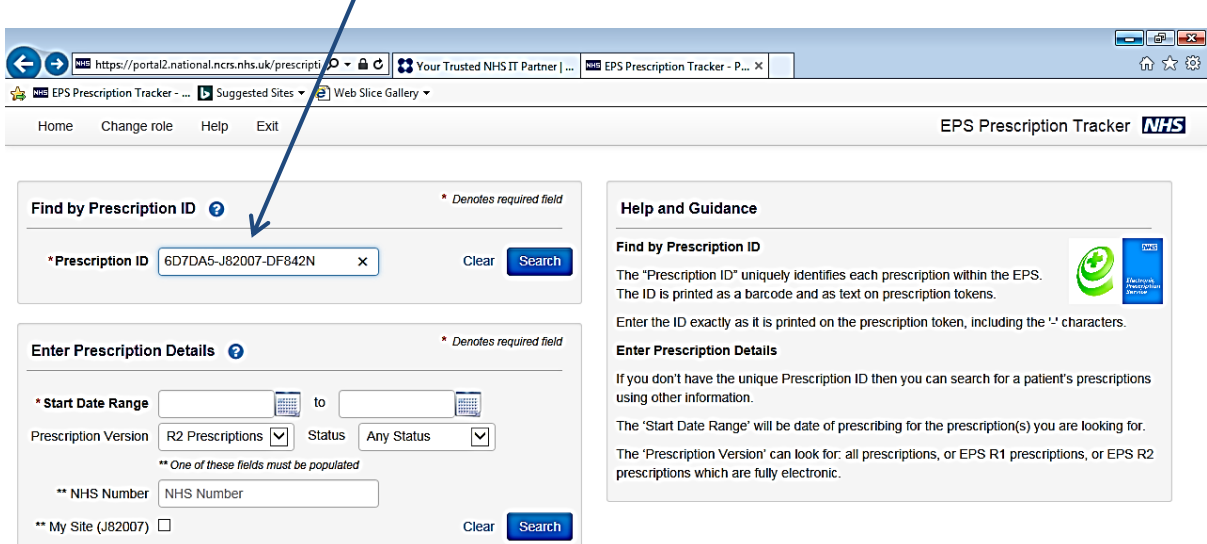 NHS https://portal2.national.ncrs.nhs.uk/prescripti
Your Trusted NHS IT Partner | ...
NHS EPS Prescription Tracker - P...
NHS EPS Prescription Tracker - ...
Suggested Sites
Web Slice Gallery
Home Change role Help Exit
EPS Prescription Tracker NHS
Find by Prescription ID ?
* Denotes required field
*Prescription ID 6D7DA5-J82007-DF842N x
Clear Search
Enter Prescription Details ?
* Denotes required field
* Start Date Range to
Prescription Version R2 Prescriptions Status Any Status
** One of these fields must be populated
** NHS Number NHS Number
** My Site (J82007)
Clear Search
Help and Guidance
Find by Prescription ID
The "Prescription ID" uniquely identifies each prescription within the EPS.
The ID is printed as a barcode and as text on prescription tokens.
NHS
Electronic
Prescription
Service
Enter the ID exactly as it is printed on the prescription token, including the '-' characters.
Enter Prescription Details
If you don't have the unique Prescription ID then you can search for a patient's prescriptions
using other information.
The 'Start Date Range' will be date of prescribing for the prescription(s) you are looking for.
The 'Prescription Version' can look for: all prescriptions, or EPS R1 prescriptions, or EPS R2
prescriptions which are fully electronic.